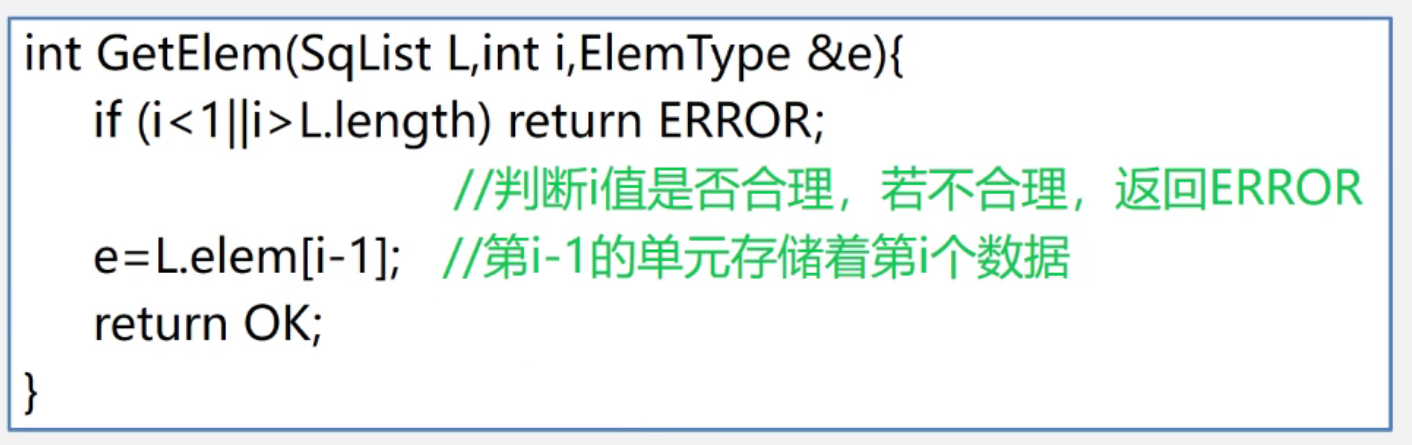 int GetElem(SqList L,int i,ElemType &e){
if (i<1||i>L.length) return ERROR;
//判断i值是否合理，若不合理，返回ERROR
e=L.elem[i-1]; //第i-1的单元存储着第i个数据
return OK;
}